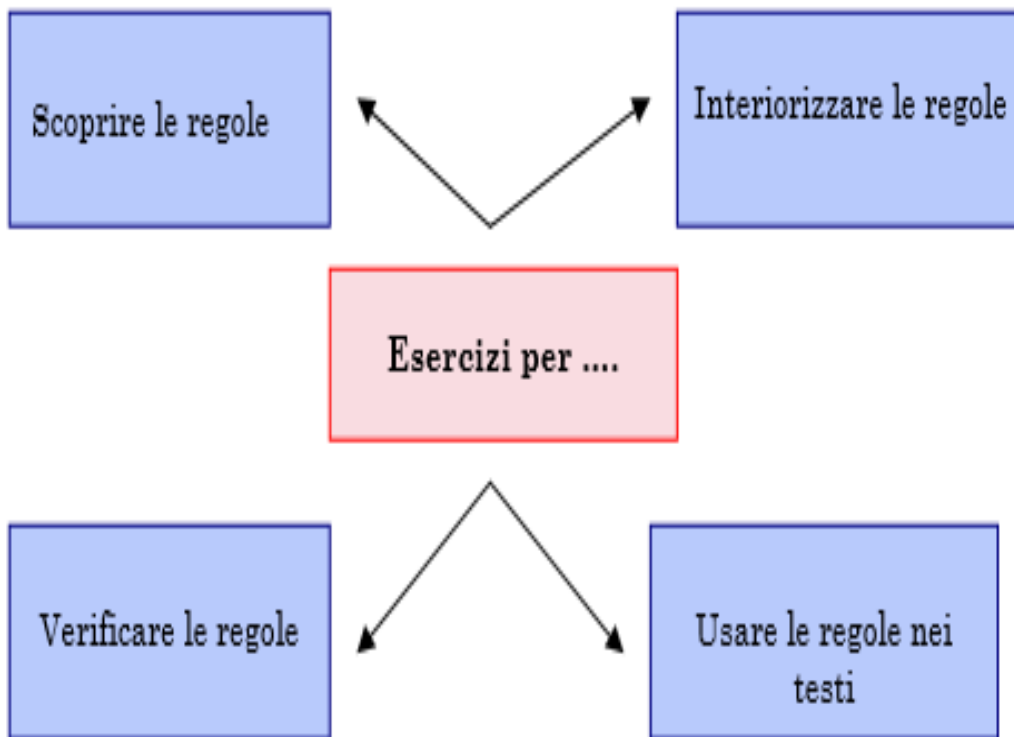 Scoprire le regole
Interiorizzare le regole
Esercizi per ....
Verificare le regole
Usare le regole nei
testi